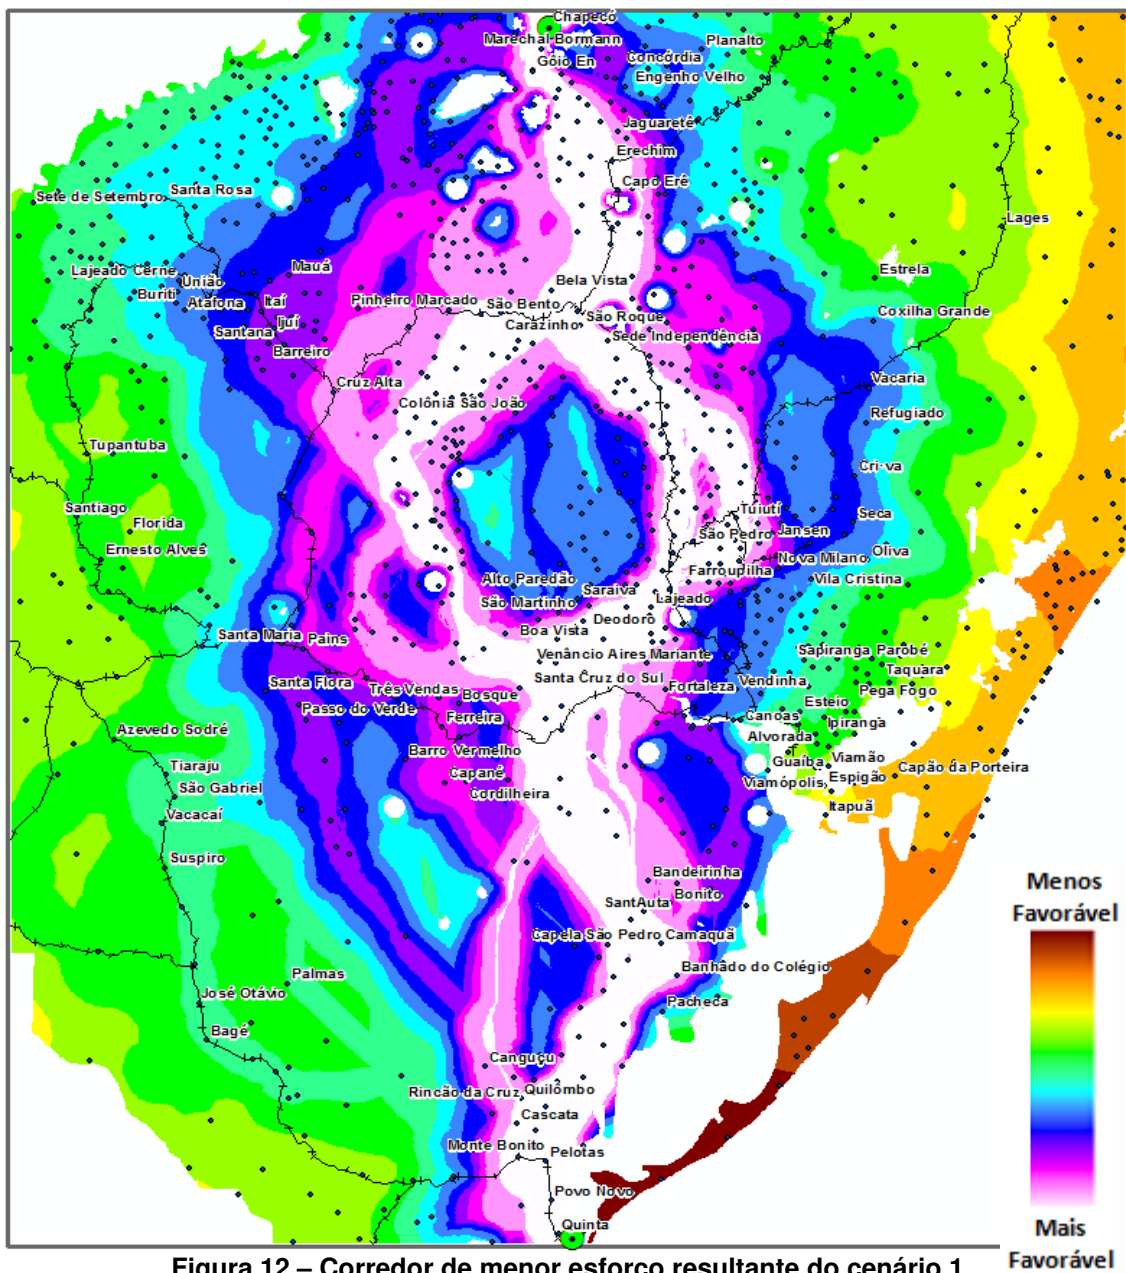 Chapecó
Marechal Bormann
Planalto
Gôio En
Concórdia
Engenho Velho
Jaguareté
Erechim
Capo Erê
Sete de Setembro
Santa Rosa
Lages
Lajeado Cerne
Mauá
Estrela
União
Bela Vista
Buriti
Atafona
Itaí
Pinheiro Marcado
São Bento
Coxilha Grande
Santana
Ijuí
Carazinho
São Roque
Sede Independência
Barreiro
Cruz Alta
Vacaria
Colônia São João
Refugiado
Tupantuba
Cri-va
Santiago
Florida
Tuiutí
Seca
São Pedro
Jansen
Ernesto Alves
Nova Milano
Oliva
Farroupilha
Vila Cristina
Alto Paredão
Saraiva
São Martinho
Lajeado
Deodoro
Santa Maria
Pains
Boa Vista
Venâncio Aires
Mariante
Sapiranga
Parobé
Taquara
Santa Flora
Três Vendas
Bosque
Santa Cruz do Sul
Fortaleza
Vendinha
Pega Fogo
Passo do Verde
Ferreira
Esteio
Canoas
Ipiranga
Azevedo Sodré
Alvorada
Barro Vermelho
Guaíba
Viamão
Tiaraju
Capané
Viamópolis
Espigão
Capão da Porteira
São Gabriel
Cordilheira
Itapuã
Vacacaí
Suspiro
Bandeirinha
Bonito
SantAuta
Menos
Favorável
Capela São Pedro
Camaquã
Palmas
Banhado do Colégio
José Otávio
Pacheca
Bagé
Canguçu
Rincão da Cruz
Quilômbo
Cascata
Monte Bonito
Pelotas
Povo Novo
Quinta
Mais
Favorável
Figura 12 – Corredor de menor esforço resultante do cenário 1